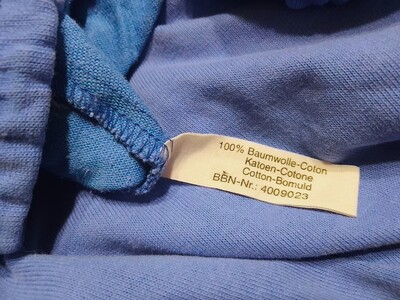 100% Baumwolle-Coton
Katoen-Cotone
Cotton-Bomuld
BBN-Nr.: 4009023